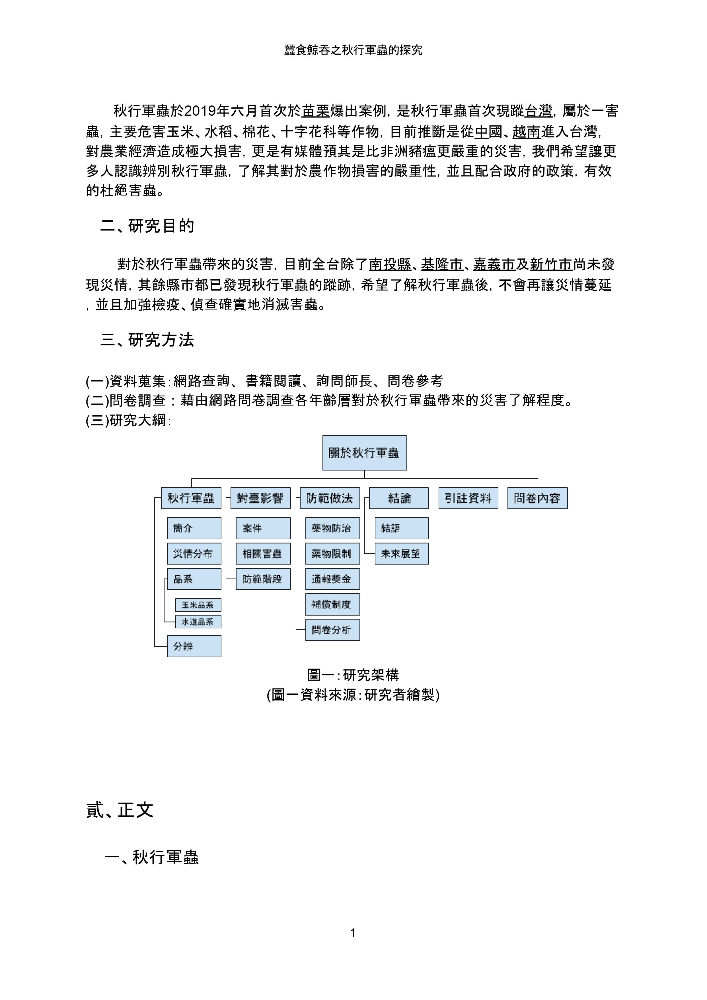 蠶食鯨吞之秋行軍蟲的探究
秋行軍蟲於2019年六月首次於苗栗爆出案例，是秋行軍蟲首次現蹤台灣，屬於一害
蟲，主要危害玉米、水稻、棉花、十字花科等作物，目前推斷是從中國、越南進入台灣，
對農業經濟造成極大損害，更是有媒體預其是比非洲豬瘟更嚴重的災害，我們希望讓更
多人認識辨別秋行軍蟲，了解其對於農作物損害的嚴重性，並且配合政府的政策，有效
的杜絕害蟲。
二、研究目的
對於秋行軍蟲帶來的災害，目前全台除了南投縣、基隆市、嘉義市及新竹市尚未發
現災情，其餘縣市都已發現秋行軍蟲的蹤跡，希望了解秋行軍蟲後，不會再讓災情蔓延
，並且加強檢疫、偵查確實地消滅害蟲。
三、研究方法
(一)資料蒐集：網路查詢、書籍閱讀、詢問師長、問卷參考
(二)問卷調查：藉由網路問卷調查各年齡層對於秋行軍蟲帶來的災害了解程度。
(三)研究大綱：
關於秋行軍蟲
秋行軍蟲 對臺影響 防範做法 結論 引註資料 問卷內容
簡介 案件 藥物防治 結語
災情分布 相關害蟲 藥物限制 未來展望
品系 防範階段 通報獎金
玉米品系 補償制度
水道品系
問卷分析
分辨
圖一：研究架構
(圖一資料來源：研究者繪製)
貳、正文
一、秋行軍蟲
1